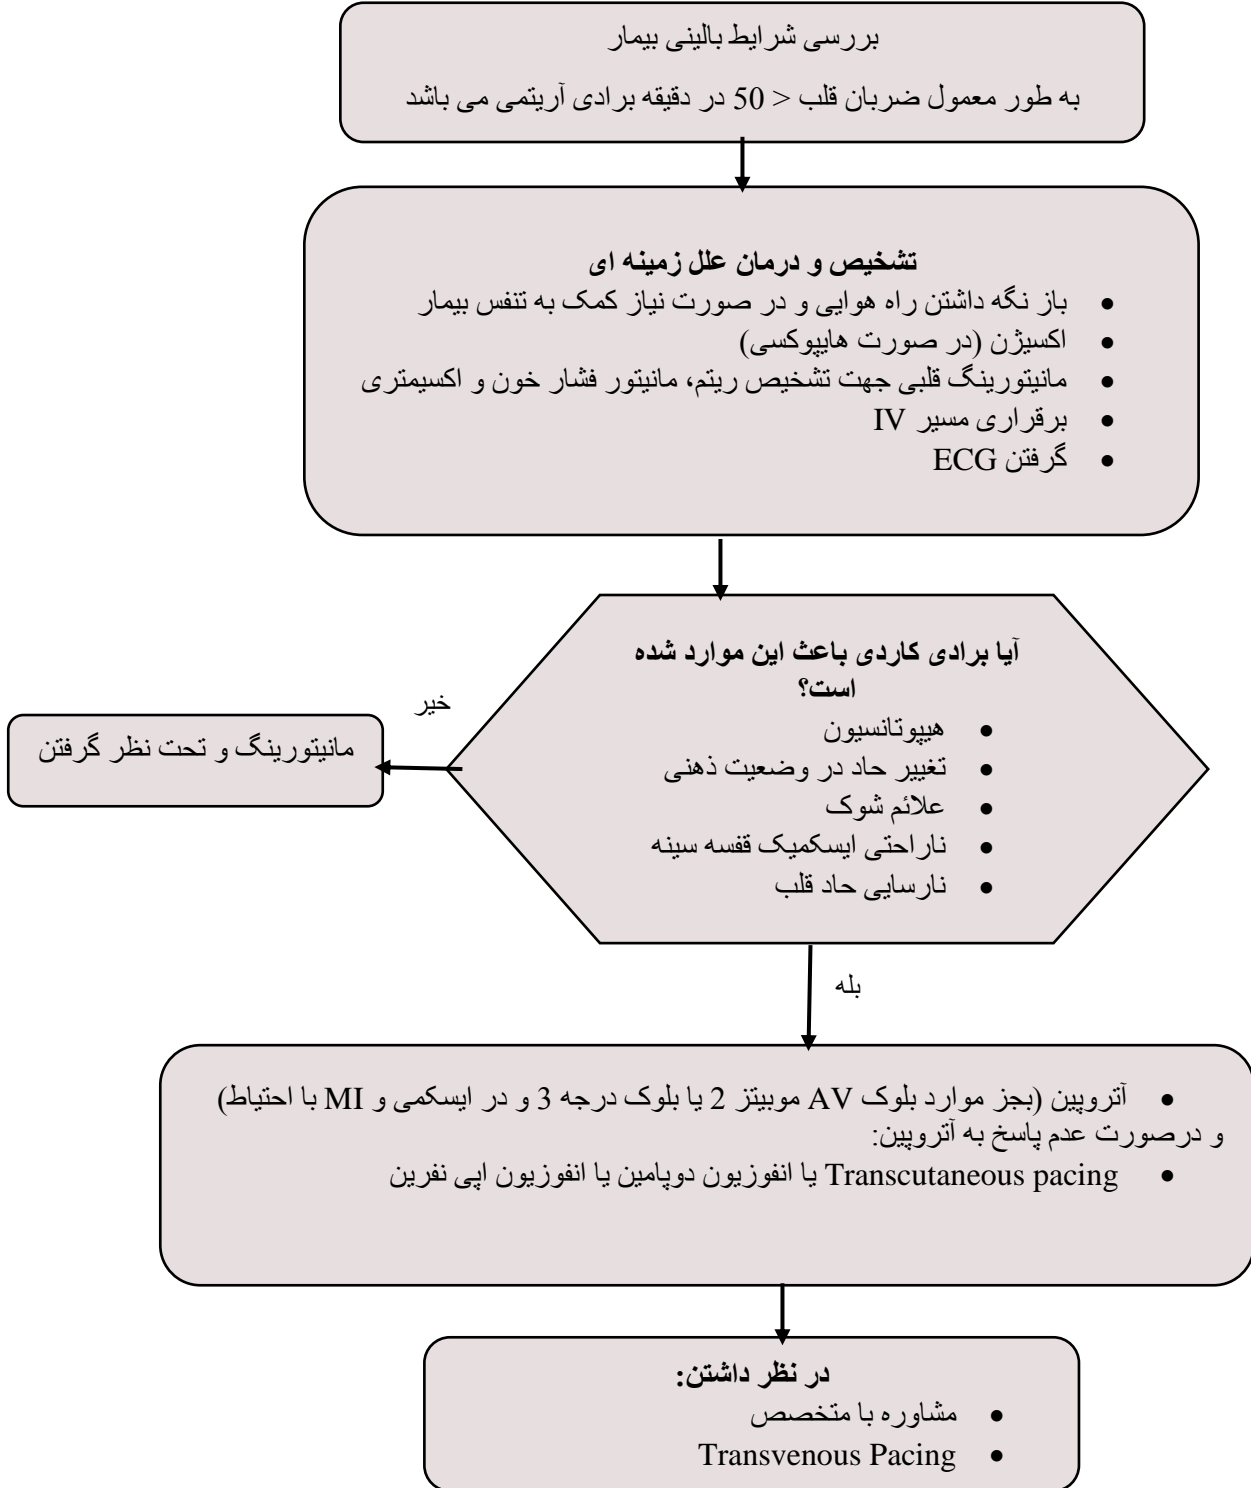 بررسی شرایط بالینی بیمار
به طور معمول ضربان قلب < 50 در دقیقه برادی آریتمی می باشد
تشخیص و درمان علل زمینه ای
• باز نگه داشتن راه هوایی و در صورت نیاز کمک به تنفس بیمار
• اکسیژن (در صورت هایپوکسی)
• مانیتورینگ قلبی جهت تشخیص ریتم، مانیتور فشار خون و اکسیمتری
• برقراری مسیر IV
• گرفتن ECG
آیا برادی کاردی باعث این موارد شده
است؟
• هیپوتانسیون
• تغییر حاد در وضعیت ذهنی
• علائم شوک
• ناراحتی ایسکمیک قفسه سینه
• نارسایی حاد قلب
خیر
مانیتورینگ و تحت نظر گرفتن
بله
• آتروپین (بجز موارد بلوک AV موبیتز 2 یا بلوک درجه 3 و در ایسکمی و MI با احتیاط)
و درصورت عدم پاسخ به آتروپین:
• Transcutaneous pacing یا انفوزیون دوپامین یا انفوزیون اپی نفرین
در نظر داشتن:
• مشاوره با متخصص
• Transvenous Pacing